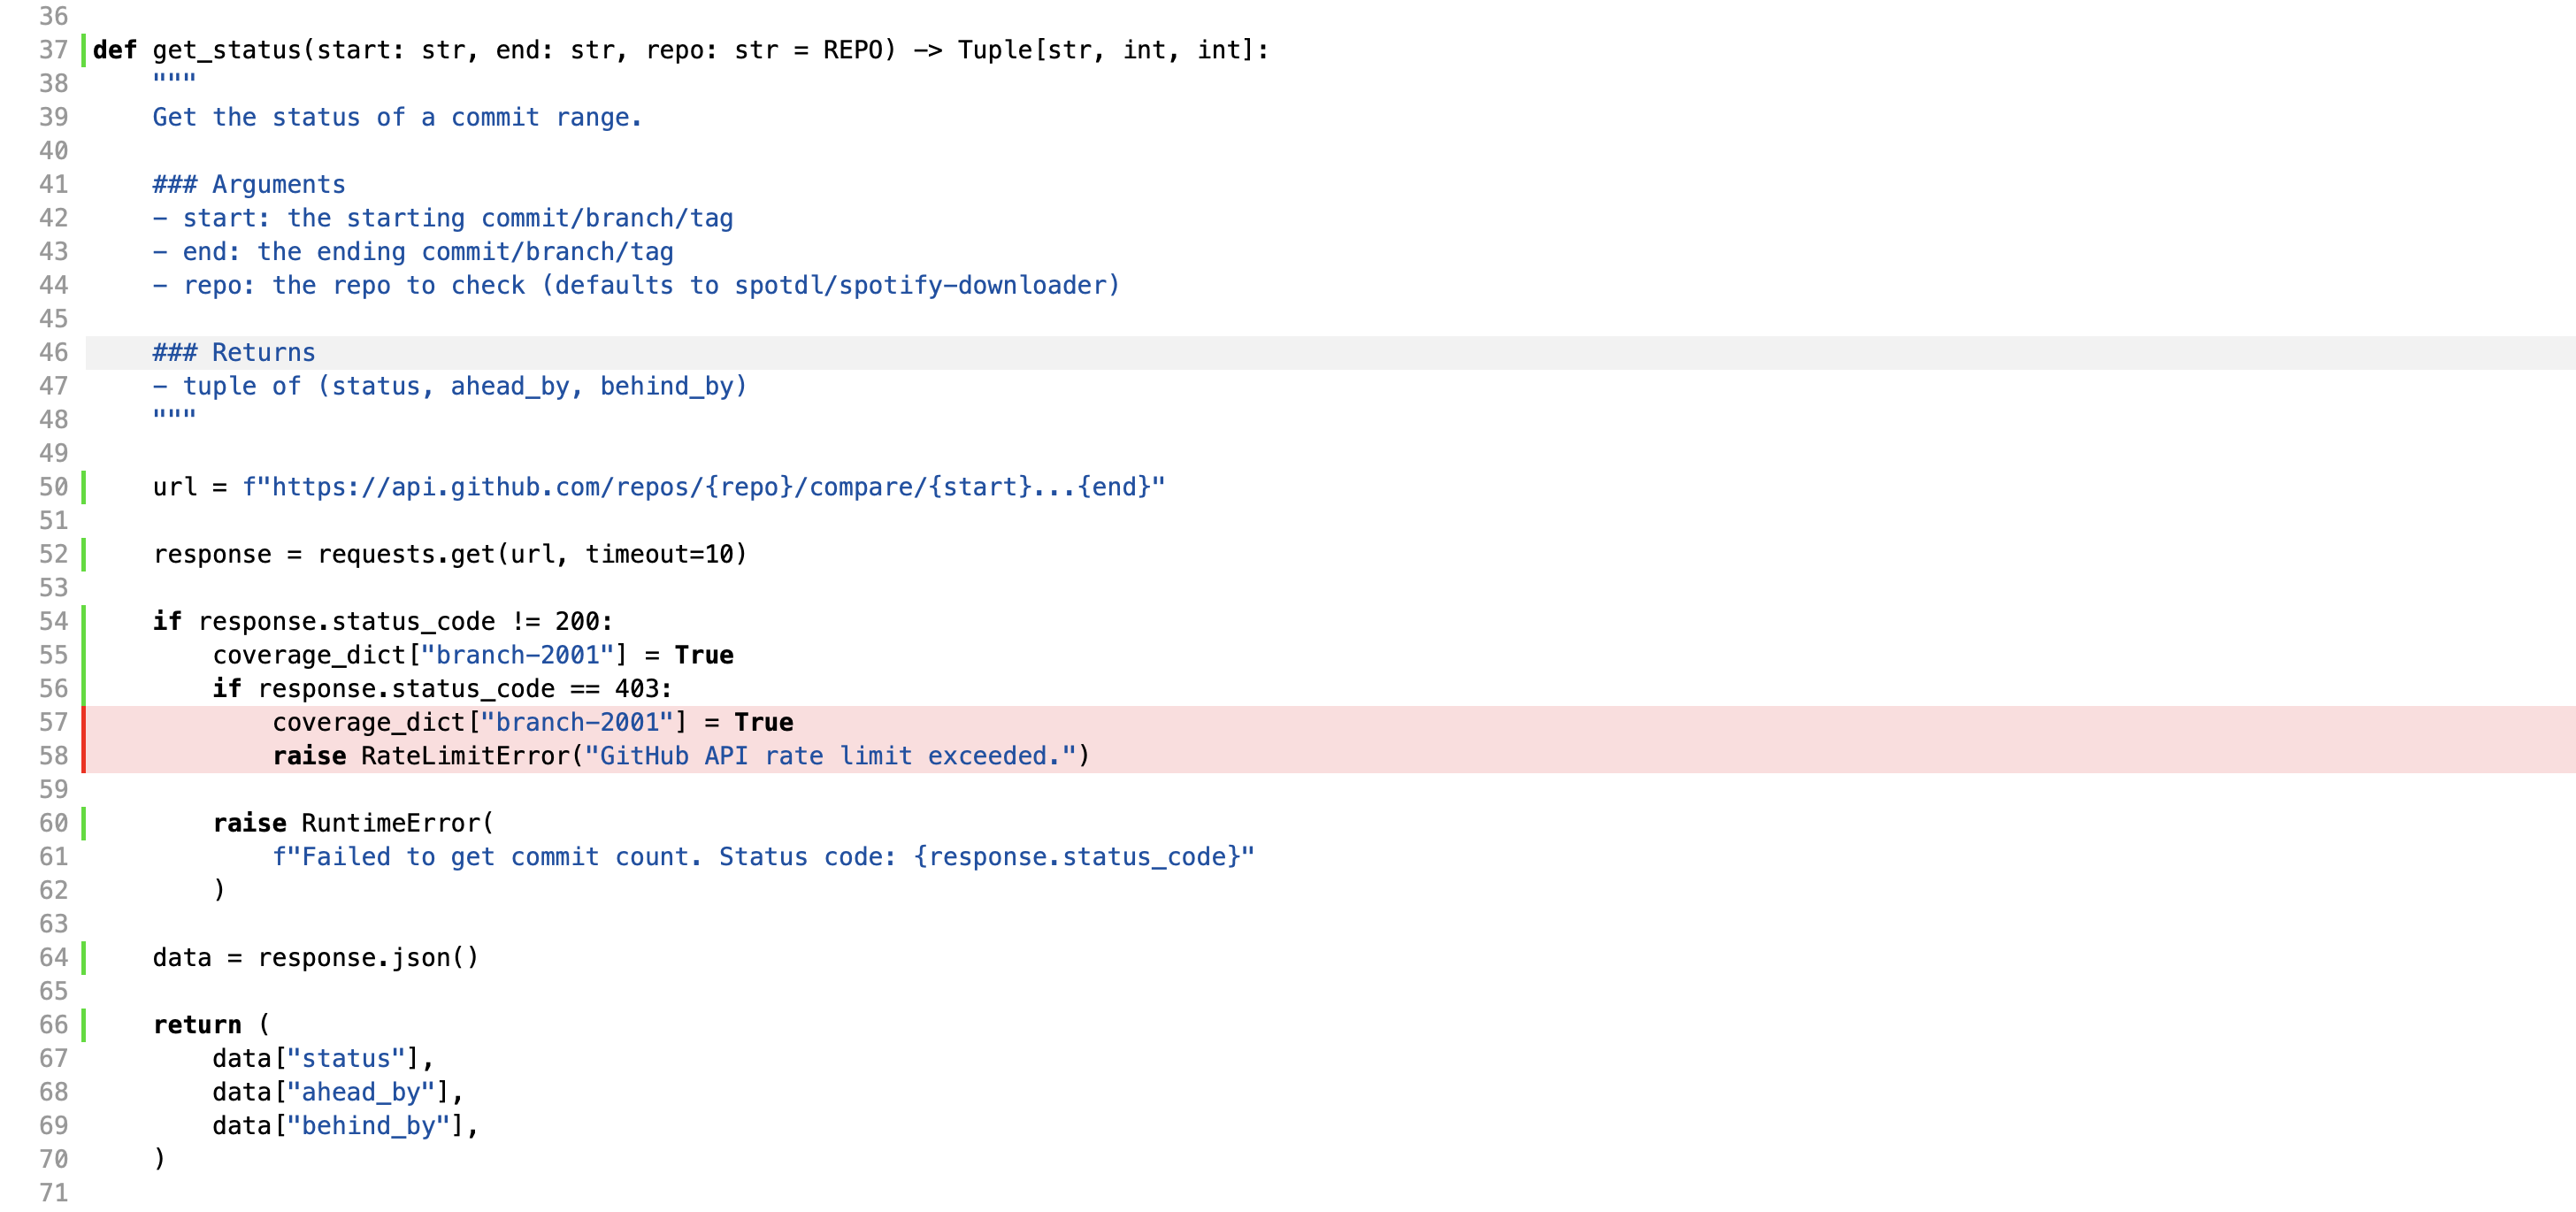 36
37 def get_status(start: str, end: str, repo: str = REPO) -> Tuple[str, int, int]:
38     """
39     Get the status of a commit range.
40
41     ### Arguments
42     - start: the starting commit/branch/tag
43     - end: the ending commit/branch/tag
44     - repo: the repo to check (defaults to spotdl/spotify-downloader)
45
46     ### Returns
47     - tuple of (status, ahead_by, behind_by)
48     """
49
50     url = f"https://api.github.com/repos/{repo}/compare/{start}...{end}"
51
52     response = requests.get(url, timeout=10)
53
54     if response.status_code != 200:
55         coverage_dict["branch-2001"] = True
56         if response.status_code == 403:
57             coverage_dict["branch-2001"] = True
58             raise RateLimitError("GitHub API rate limit exceeded.")
59
60         raise RuntimeError(
61             f"Failed to get commit count. Status code: {response.status_code}"
62         )
63
64     data = response.json()
65
66     return (
67         data["status"],
68         data["ahead_by"],
69         data["behind_by"],
70     )
71